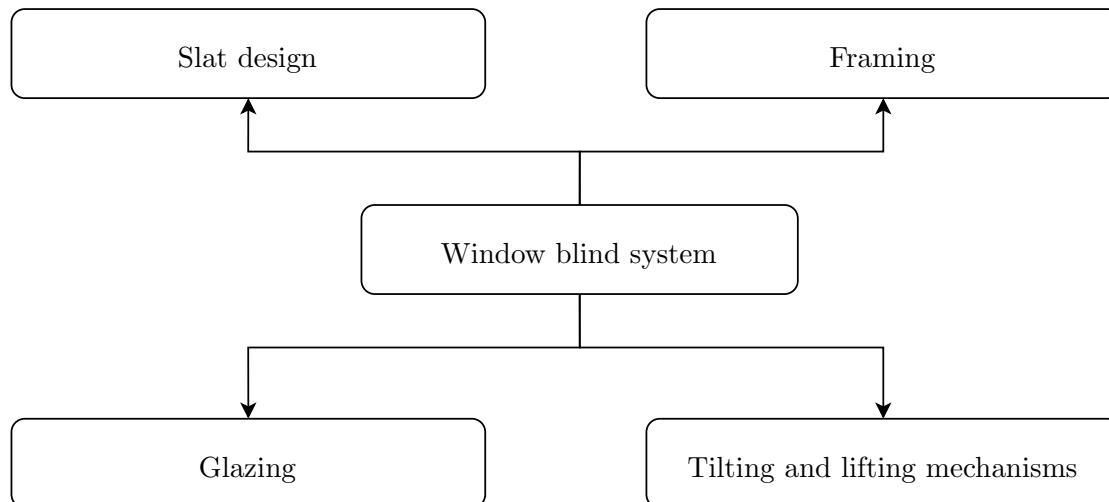 Slat design
Framing
Window blind system
Glazing
Tilting and lifting mechanisms